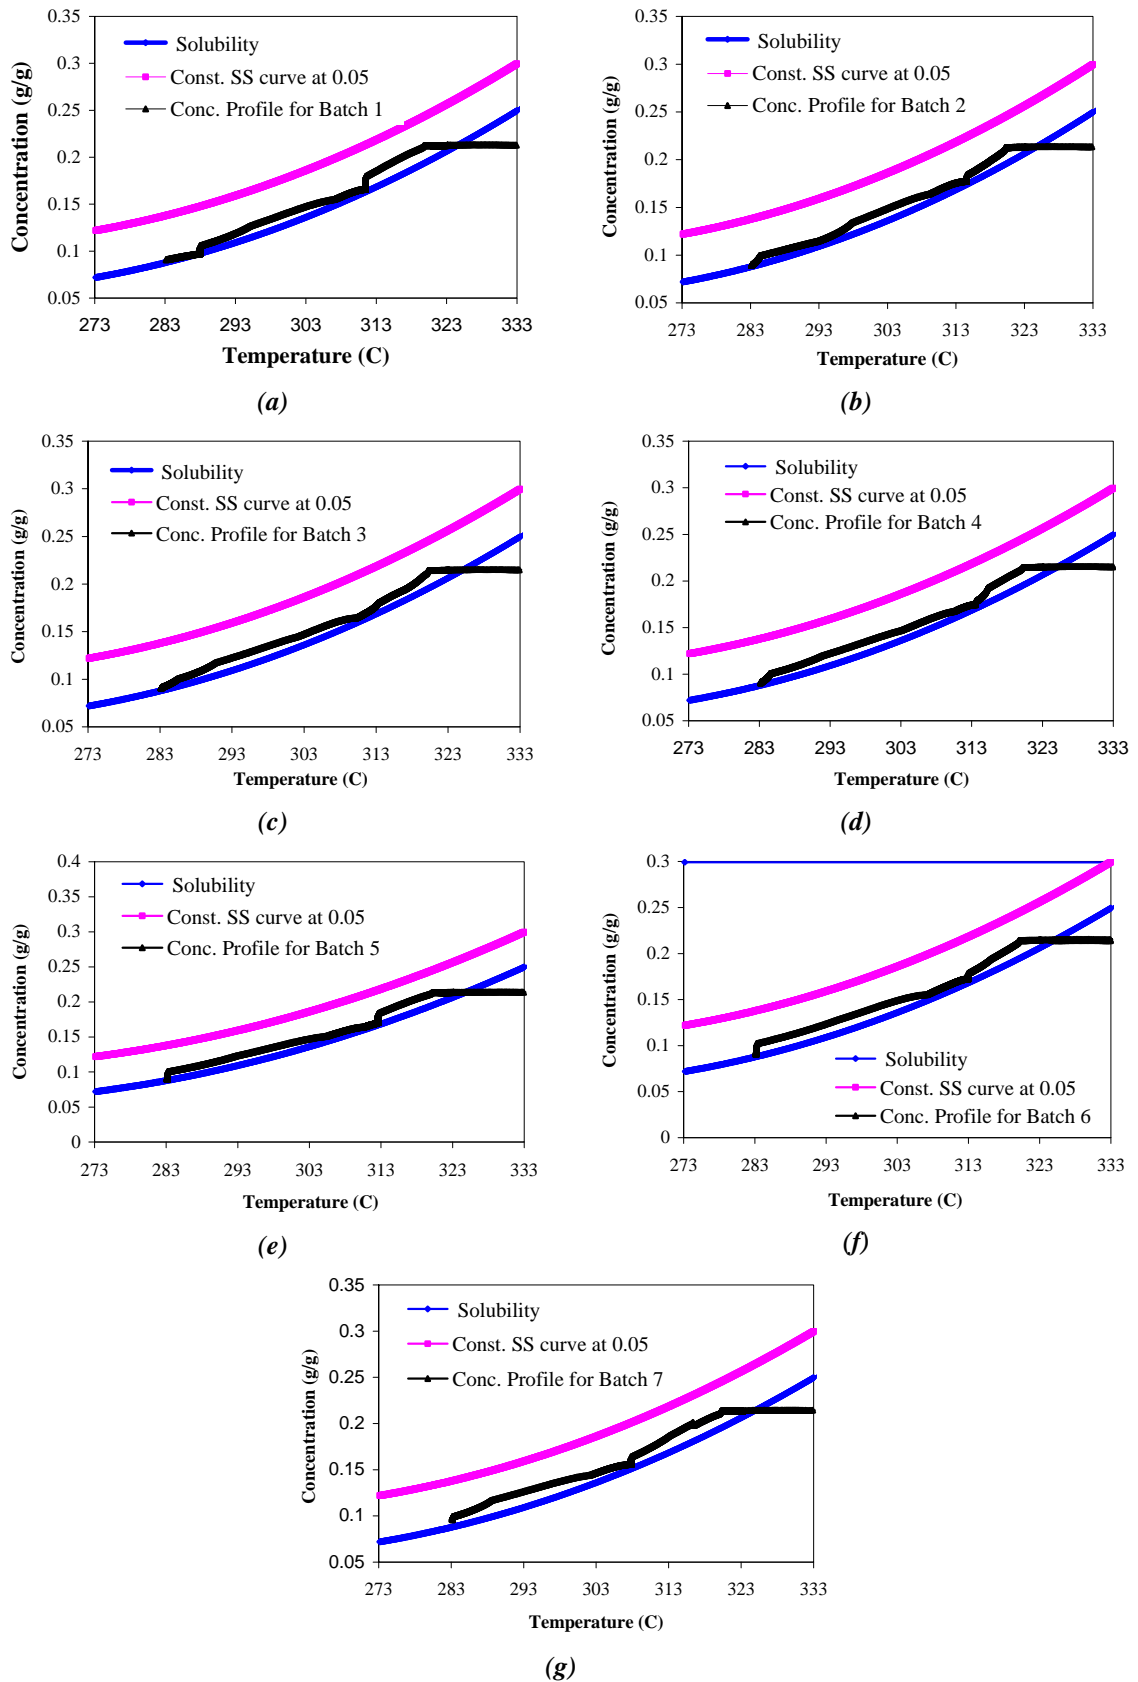 0.35
0.3
0.25
0.2
0.15
0.1
0.05
Concentration (g/g)
Solubility
Const. SS curve at 0.05
Conc. Profile for Batch 1
273 283 293 303 313 323 333
Temperature (C)
(a)
0.35
0.3
0.25
0.2
0.15
0.1
0.05
Concentration (g/g)
Solubility
Const. SS curve at 0.05
Conc. Profile for Batch 2
273 283 293 303 313 323 333
Temperature (C)
(b)
0.35
0.3
0.25
0.2
0.15
0.1
0.05
Concentration (g/g)
Solubility
Const. SS curve at 0.05
Conc. Profile for Batch 3
273 283 293 303 313 323 333
Temperature (C)
(c)
0.35
0.3
0.25
0.2
0.15
0.1
0.05
Concentration (g/g)
Solubility
Const. SS curve at 0.05
Conc. Profile for Batch 4
273 283 293 303 313 323 333
Temperature (C)
(d)
0.4
0.35
0.3
0.25
0.2
0.15
0.1
0.05
0
Concentration (g/g)
Solubility
Const. SS curve at 0.05
Conc. Profile for Batch 5
273 283 293 303 313 323 333
Temperature (C)
(e)
0.3
0.25
0.2
0.15
0.1
0.05
0
Concentration (g/g)
Solubility
Const. SS curve at 0.05
Conc. Profile for Batch 6
273 283 293 303 313 323 333
Temperature (C)
(f)
0.35
0.3
0.25
0.2
0.15
0.1
0.05
Concentration (g/g)
Solubility
Const. SS curve at 0.05
Conc. Profile for Batch 7
273 283 293 303 313 323 333
Temperature (C)
(g)